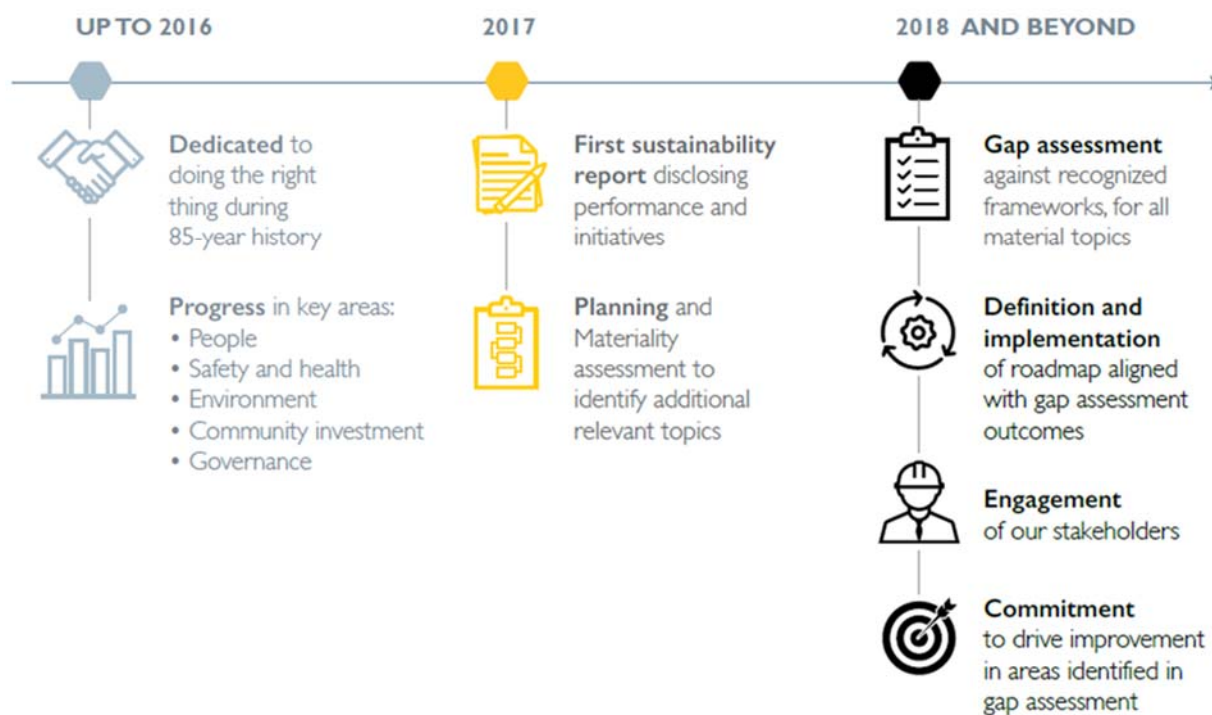 UP TO 2016
Dedicated to
doing the right
thing during
85-year history
Progress in key areas:
• People
• Safety and health
• Environment
• Community investment
• Governance
2017
First sustainability
report disclosing
performance and
initiatives
Planning and
Materiality
assessment to
identify additional
relevant topics
2018 AND BEYOND
Gap assessment
against recognized
frameworks, for all
material topics
Definition and
implementation
of roadmap aligned
with gap assessment
outcomes
Engagement
of our stakeholders
Commitment
to drive improvement
in areas identified in
gap assessment